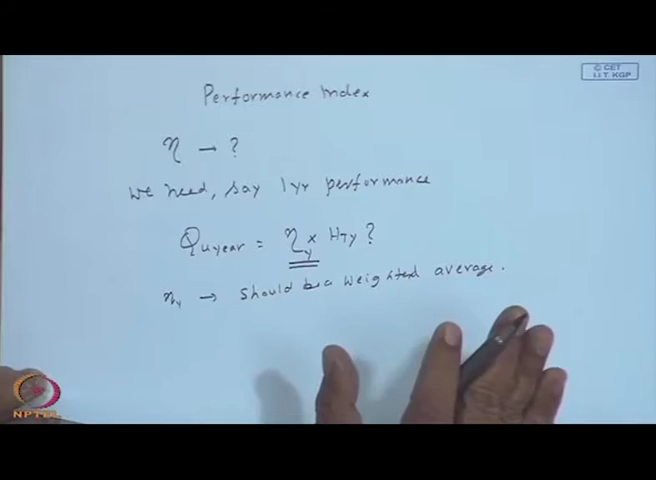 © CET
I.I.T. KGP
Performance Index
η → ?
We need, say 1yr performance
Qu year = ηy × HTy ?
ηy → should be a weighted average.
NPTEL